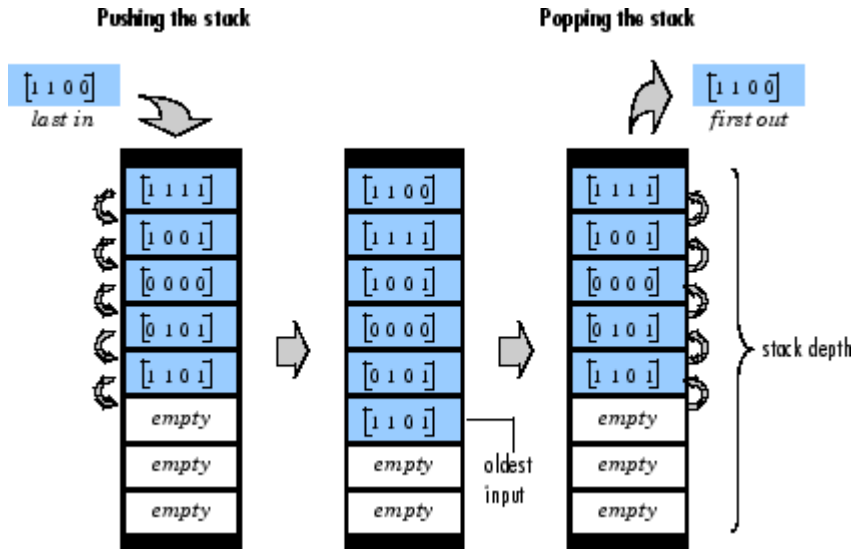 Pushing the stack
Popping the stack
[1 1 0 0]
last in
[1 1 0 0]
first out
[1 1 1 1]
[1 0 0 1]
[0 0 0 0]
[0 1 0 1]
[1 1 0 1]
empty
empty
empty
[1 1 0 0]
[1 1 1 1]
[1 0 0 1]
[0 0 0 0]
[0 1 0 1]
[1 1 0 1]
empty
empty
oldest
input
[1 1 1 1]
[1 0 0 1]
[0 0 0 0]
[0 1 0 1]
[1 1 0 1]
empty
empty
empty
stack depth